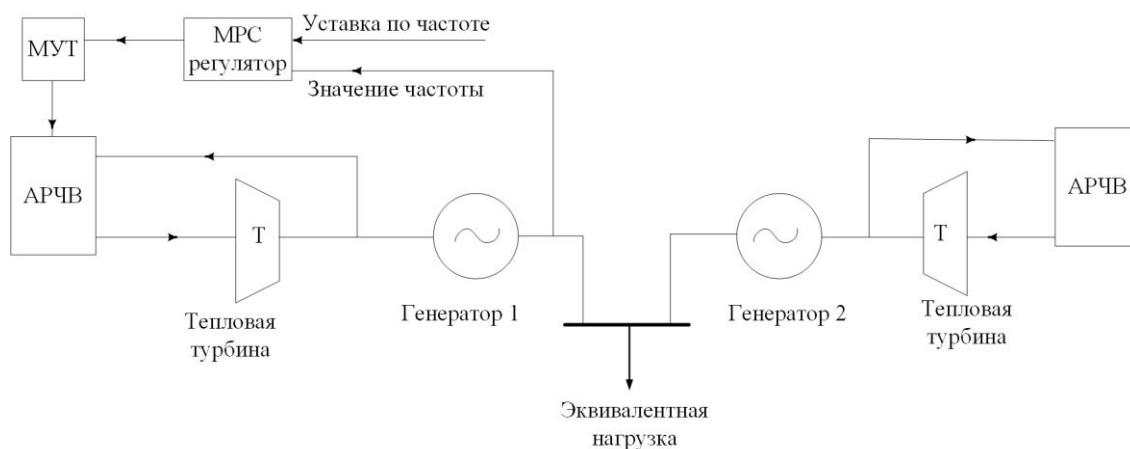 МУТ
МРС
регулятор
Уставка по частоте
Значение частоты
АРЧВ
Т
Тепловая
турбина
Генератор 1
Генератор 2
Т
Тепловая
турбина
АРЧВ
Эквивалентная
нагрузка